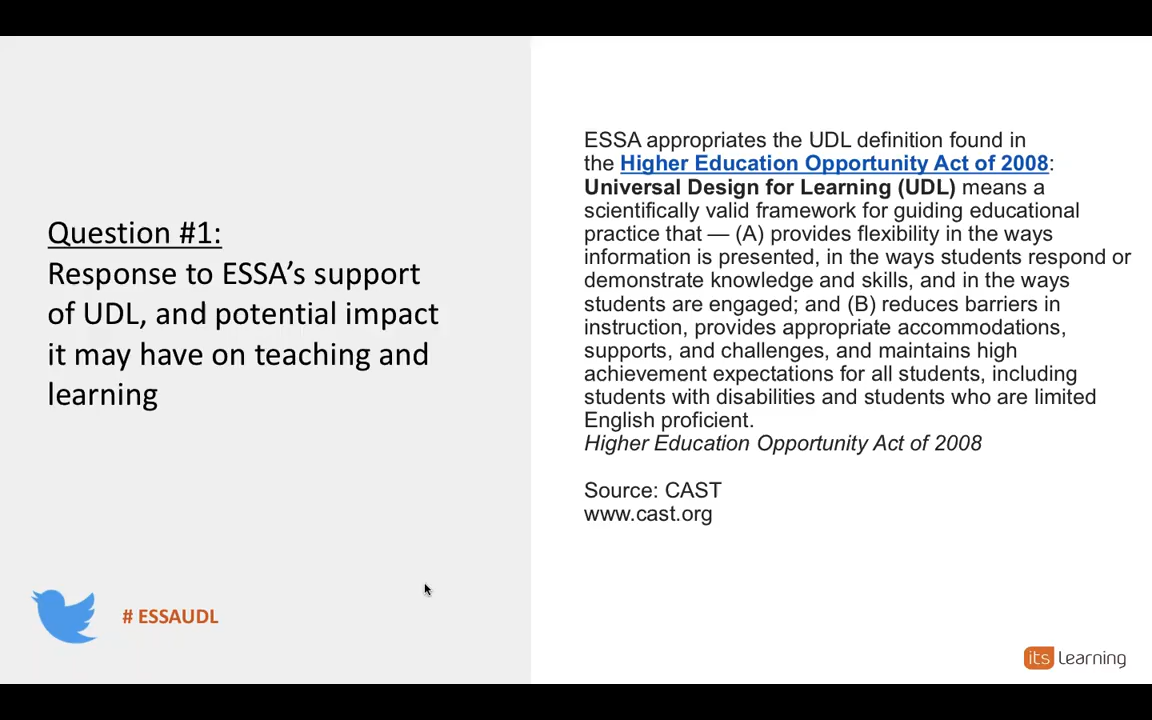 Question #1:
Response to ESSA’s support
of UDL, and potential impact
it may have on teaching and
learning
# ESSAUDL
ESSA appropriates the UDL definition found in
the Higher Education Opportunity Act of 2008:
Universal Design for Learning (UDL) means a
scientifically valid framework for guiding educational
practice that — (A) provides flexibility in the ways
information is presented, in the ways students respond or
demonstrate knowledge and skills, and in the ways
students are engaged; and (B) reduces barriers in
instruction, provides appropriate accommodations,
supports, and challenges, and maintains high
achievement expectations for all students, including
students with disabilities and students who are limited
English proficient.
Higher Education Opportunity Act of 2008
Source: CAST
www.cast.org
its Learning